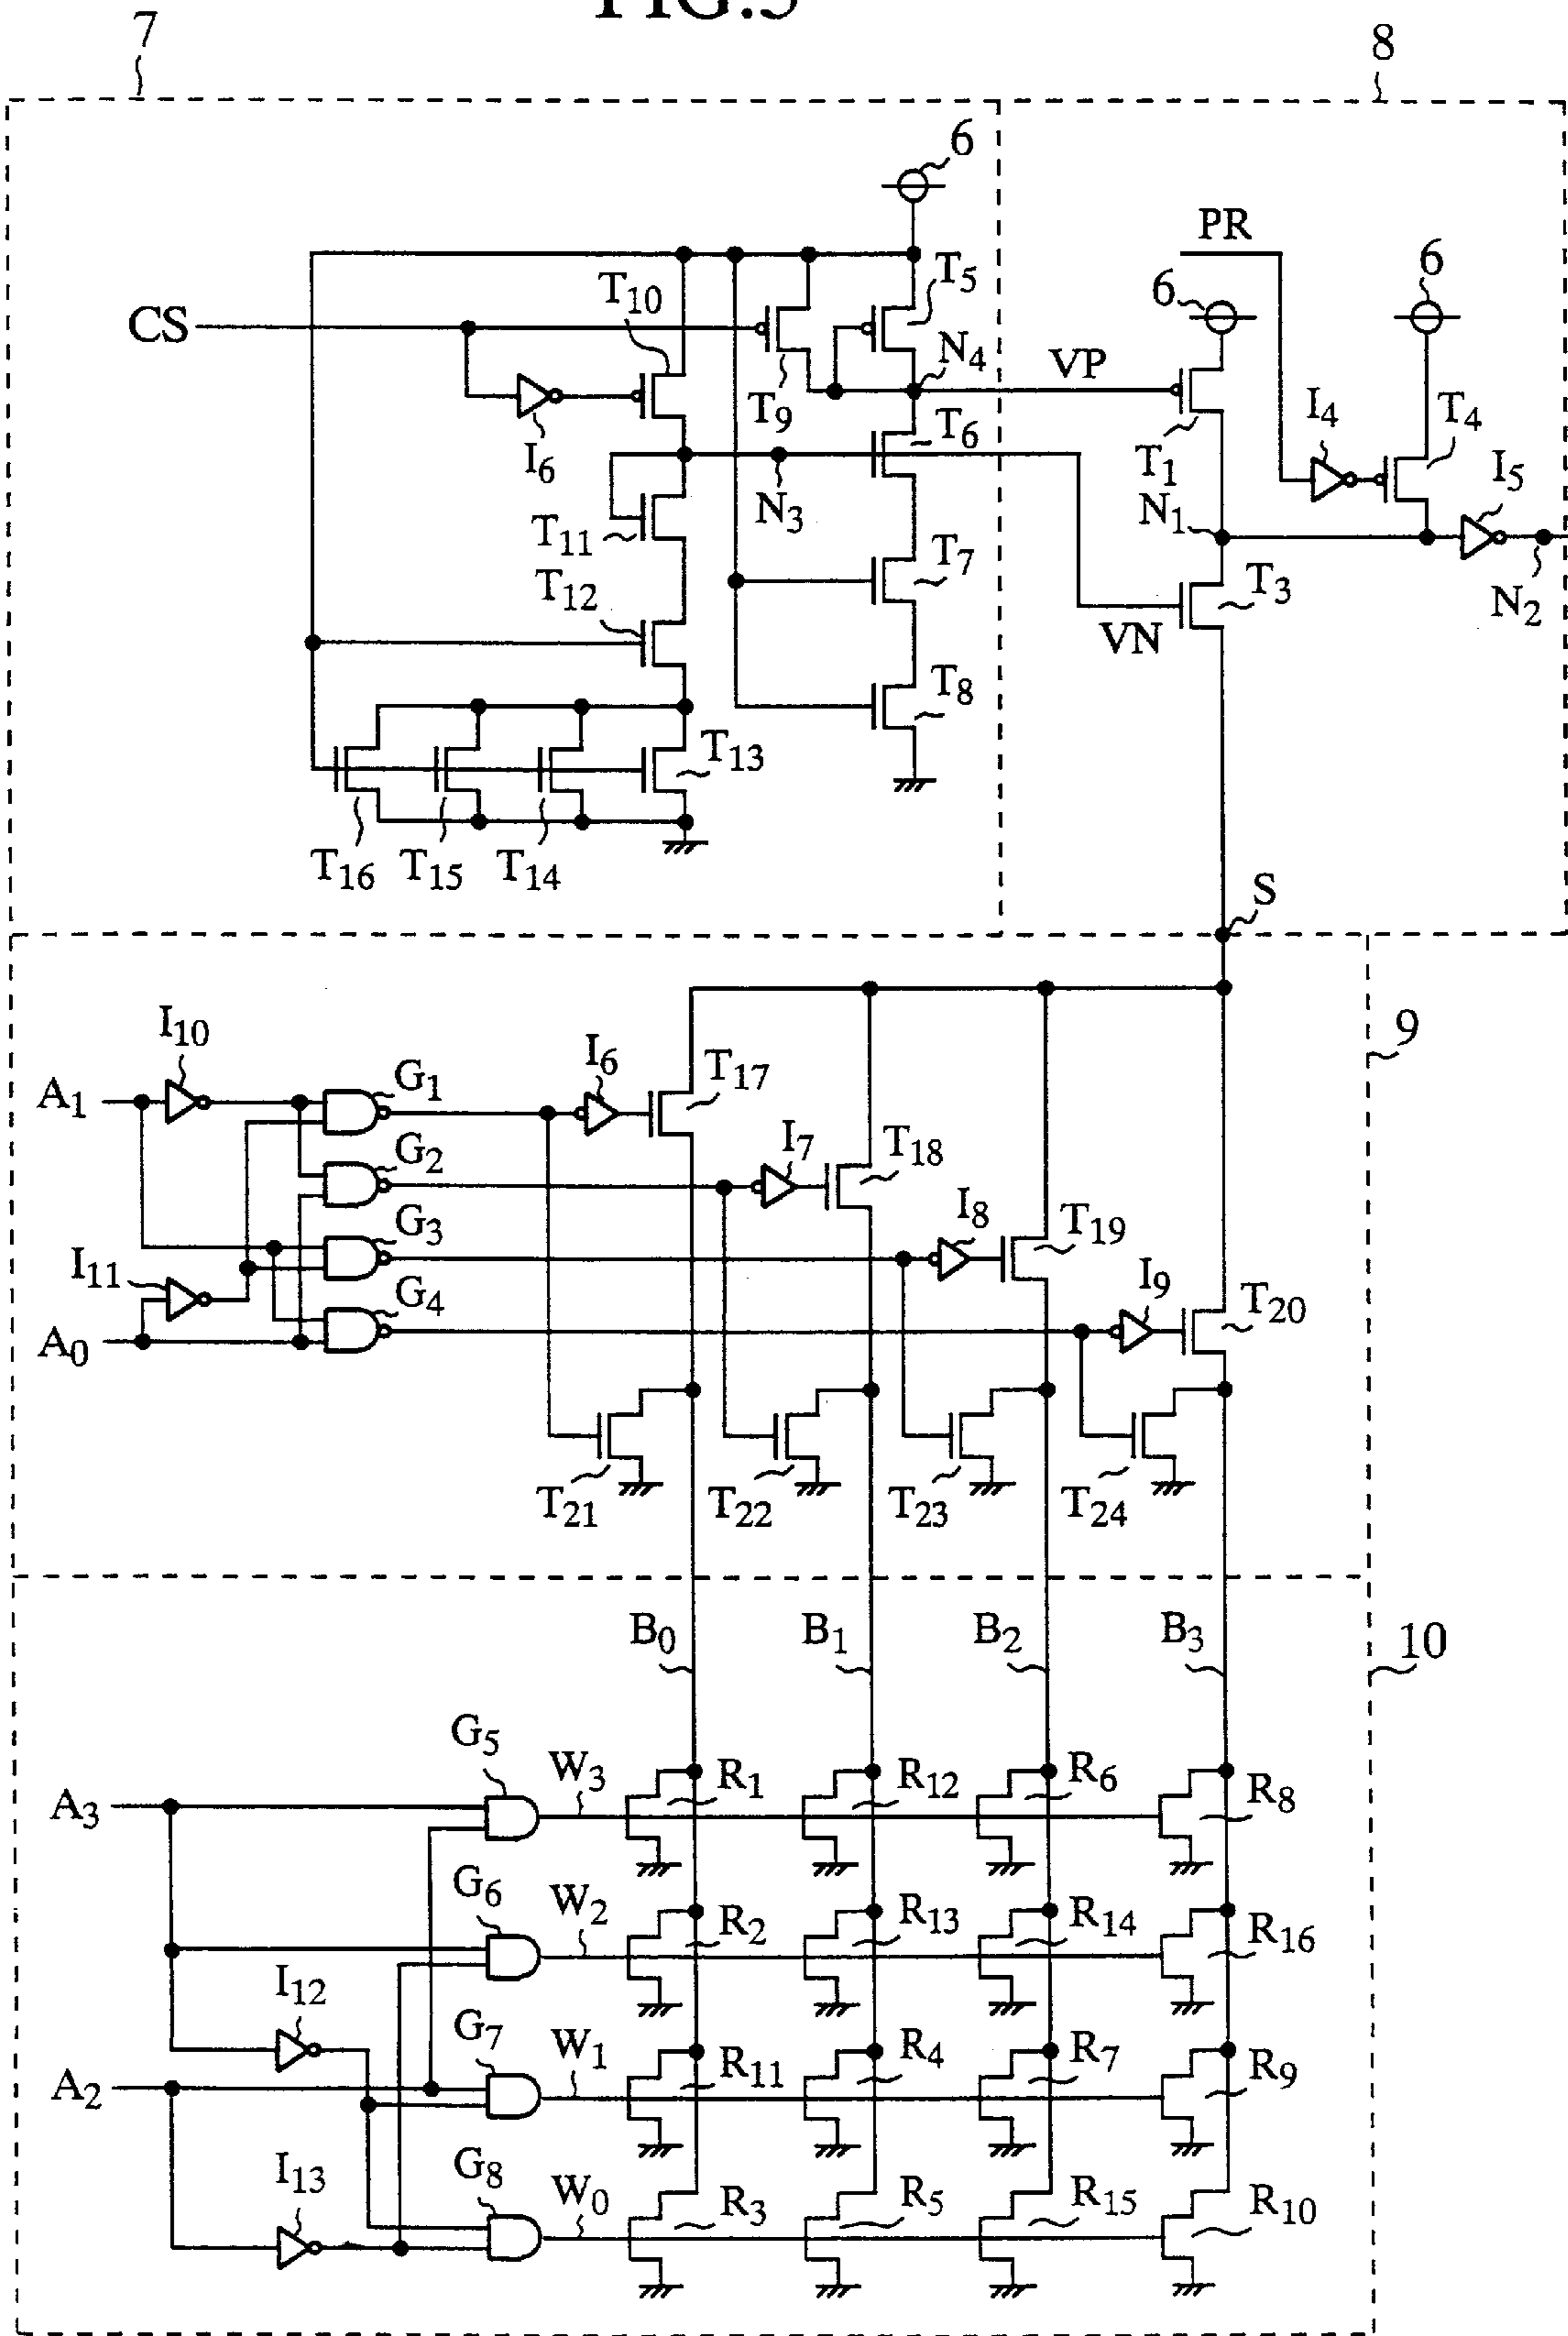 FIG.5
7
8
6
PR
CS
T10
T5
6
6
N4
VP
I6
T9
T6
T1
I4
T4
I5
N3
T11
N1
T12
T7
T3
N2
VN
T8
T13
T16
T15
T14
S
9
I10
A1
G1
I6
T17
G2
I7
T18
G3
I8
T19
I11
G4
I9
T20
A0
T21
T22
T23
T24
B0
B1
B2
B3
10
G5
A3
W3
R1
R12
R6
R8
G6
W2
R2
R13
R14
R16
I12
G7
W1
R11
R4
R7
R9
A2
I13
G8
W0
R3
R5
R15
R10